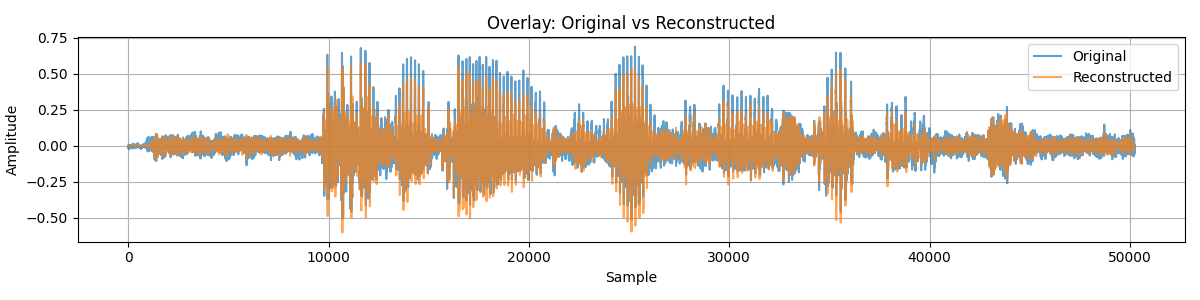 Overlay: Original vs Reconstructed
Amplitude
0.75
0.50
0.25
0.00
−0.25
−0.50
Original
Reconstructed
0
10000
20000
30000
40000
50000
Sample